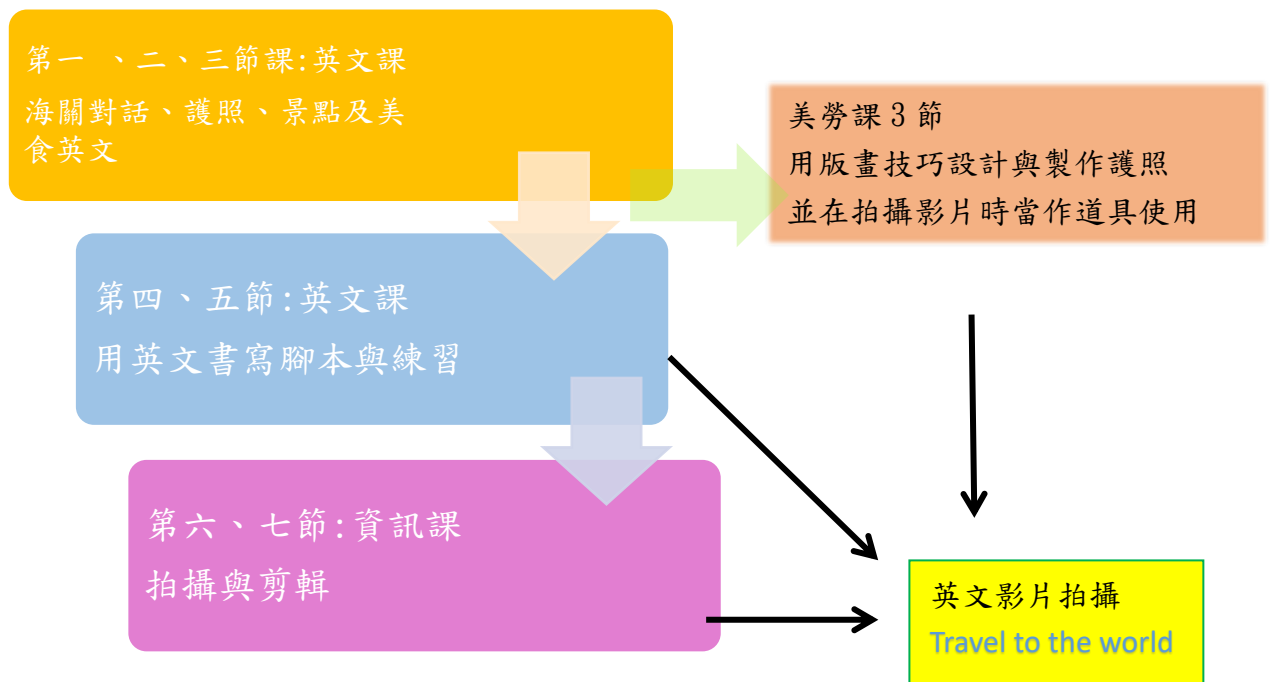 第一 、二、三節課:英文課
海關對話、護照、景點及美
食英文
美勞課3節
用版畫技巧設計與製作護照
並在拍攝影片時當作道具使用
第四、五節:英文課
用英文書寫腳本與練習
第六、七節:資訊課
拍攝與剪輯
英文影片拍攝
Travel to the world